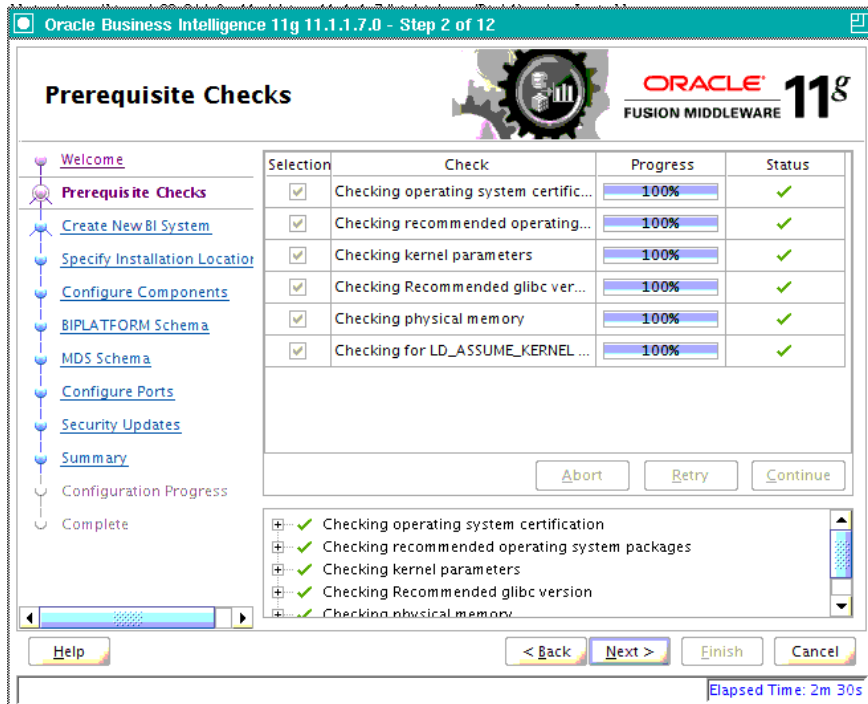 Oracle Business Intelligence 11g 11.1.1.7.0 - Step 2 of 12
Prerequisite Checks
ORACLE
FUSION MIDDLEWARE
11g
Welcome
Prerequisite Checks
Create New BI System
Specify Installation Location
Configure Components
BIPLATFORM Schema
MDS Schema
Configure Ports
Security Updates
Summary
Configuration Progress
Complete
Selection Check Progress Status
Checking operating system certific... 100%
Checking recommended operating... 100%
Checking kernel parameters 100%
Checking Recommended glibc ver... 100%
Checking physical memory 100%
Checking for LD_ASSUME_KERNEL ... 100%
Abort Retry Continue
Checking operating system certification
Checking recommended operating system packages
Checking kernel parameters
Checking Recommended glibc version
Checking physical memory
Help < Back Next > Finish Cancel
Elapsed Time: 2m 30s